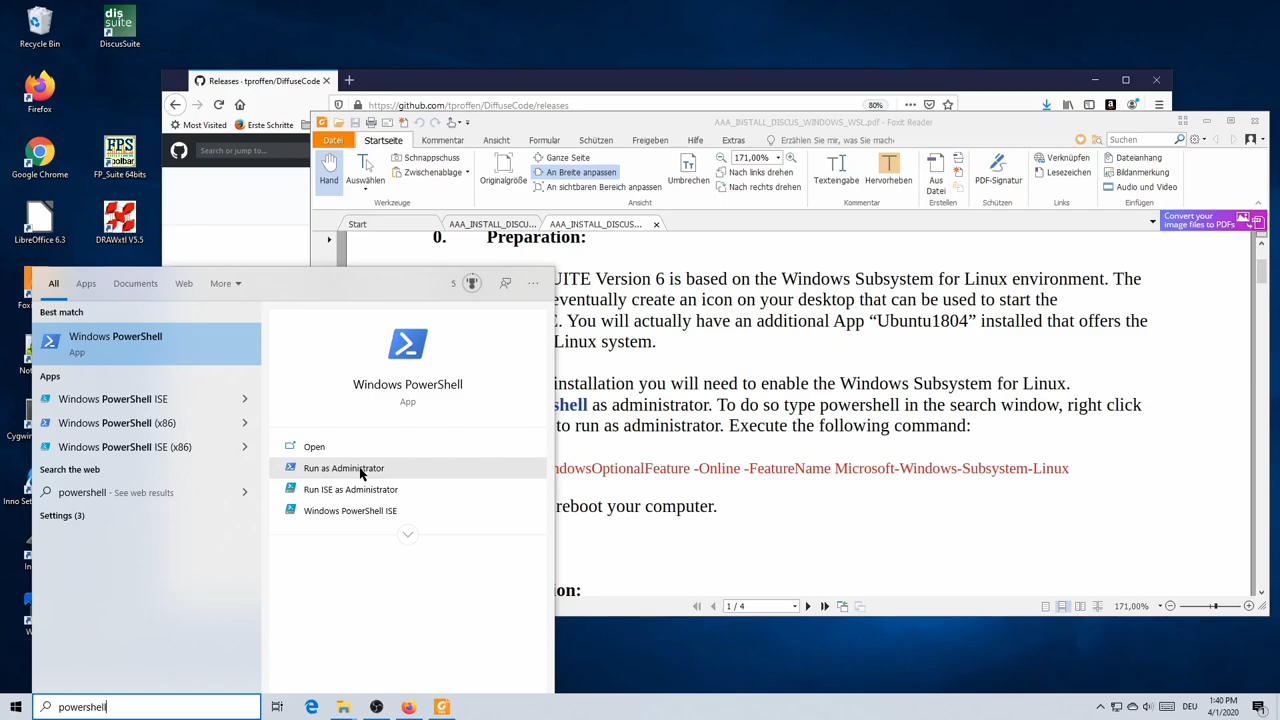 Recycle Bin
dis
suite
DiscusSuite
Firefox
Google Chrome
FPS
FP_Suite 64bits
LibreOffice 6.3
DRAWxtl V5.5
Releases · tproffen/DiffuseCode
https://github.com/tproffen/DiffuseCode/releases
80%
Most Visited
Erste Schritte
Search or jump to...
AAA_INSTALL_DISCUS_WINDOWS_WSL.pdf - Foxit Reader
Datei
Startseite
Kommentar
Ansicht
Formular
Schützen
Freigeben
Hilfe
Extras
Erzählen Sie mir, was Sie m
Suchen
Hand
Auswählen
Schnappschuss
Zwischenablage
Werkzeuge
Originalgröße
Ganze Seite
An Breite anpassen
An sichtbaren Bereich anpassen
Umbrechen
171,00%
Nach links drehen
Nach rechts drehen
Ansicht
Texteingabe
Hervorheben
Kommentar
Aus
Datei
Erstellen
PDF-Signatur
Schützen
Verknüpfen
Lesezeichen
Links
Dateianhang
Bildanmerkung
Audio und Video
Einfügen
Start
AAA_INSTALL_DISCU...
AAA_INSTALL_DISCUS...
Convert your
image files to PDFs
0. Preparation:
UITE Version 6 is based on the Windows Subsystem for Linux environment. The
eventually create an icon on your desktop that can be used to start the
. You will actually have an additional App “Ubuntu1804” installed that offers the
Linux system.
installation you will need to enable the Windows Subsystem for Linux.
shell as administrator. To do so type powershell in the search window, right click
to run as administrator. Execute the following command:
ndowsOptionalFeature -Online -FeatureName Microsoft-Windows-Subsystem-Linux
reboot your computer.
on:
1 / 4
171,00%
All
Apps
Documents
Web
More
5
Best match
Windows PowerShell
App
Apps
Windows PowerShell ISE
Windows PowerShell (x86)
Windows PowerShell ISE (x86)
Search the web
powershell - See web results
Settings (3)
Windows PowerShell
App
Open
Run as Administrator
Run ISE as Administrator
Windows PowerShell ISE
powershell
DEU
1:40 PM
4/1/2020